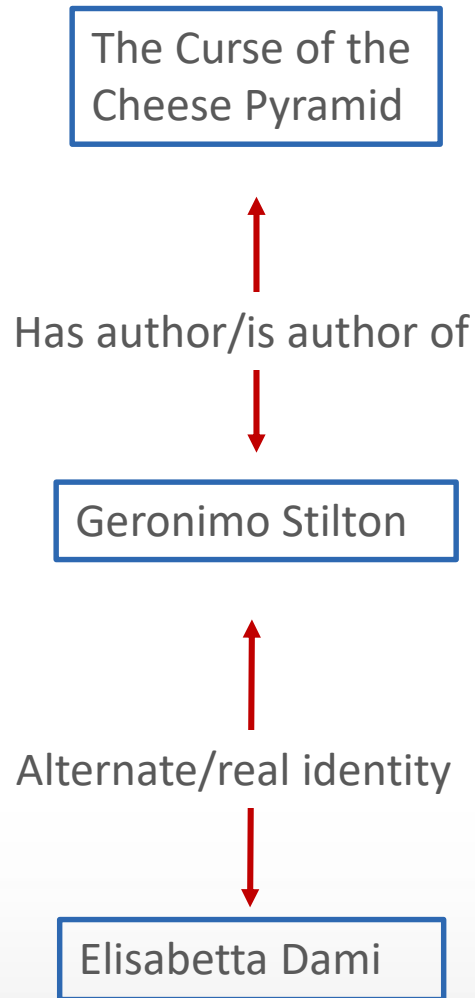 The Curse of the
Cheese Pyramid
Has author/is author of
Geronimo Stilton
Alternate/real identity
Elisabetta Dami